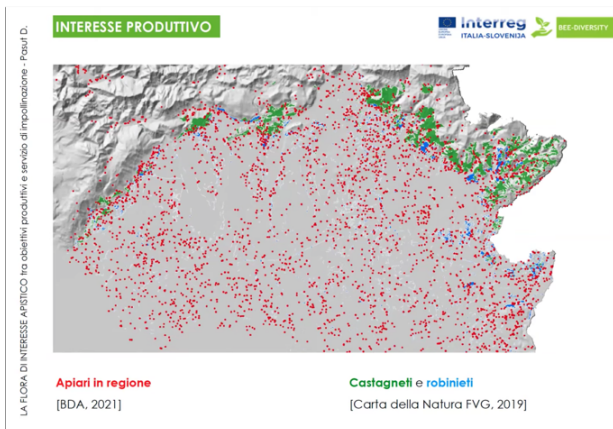 INTERESSE PRODUTTIVO
Interreg
ITALIA-SLOVENIJA
BEE-DIVERSITY
LA FLORA DI INTERESSE APISTICO tra obiettivi produttivi e servizio di impollinazione - Pasut D.
Apiari in regione
[BDA, 2021]
Castagneti e robinieti
[Carta della Natura FVG, 2019]